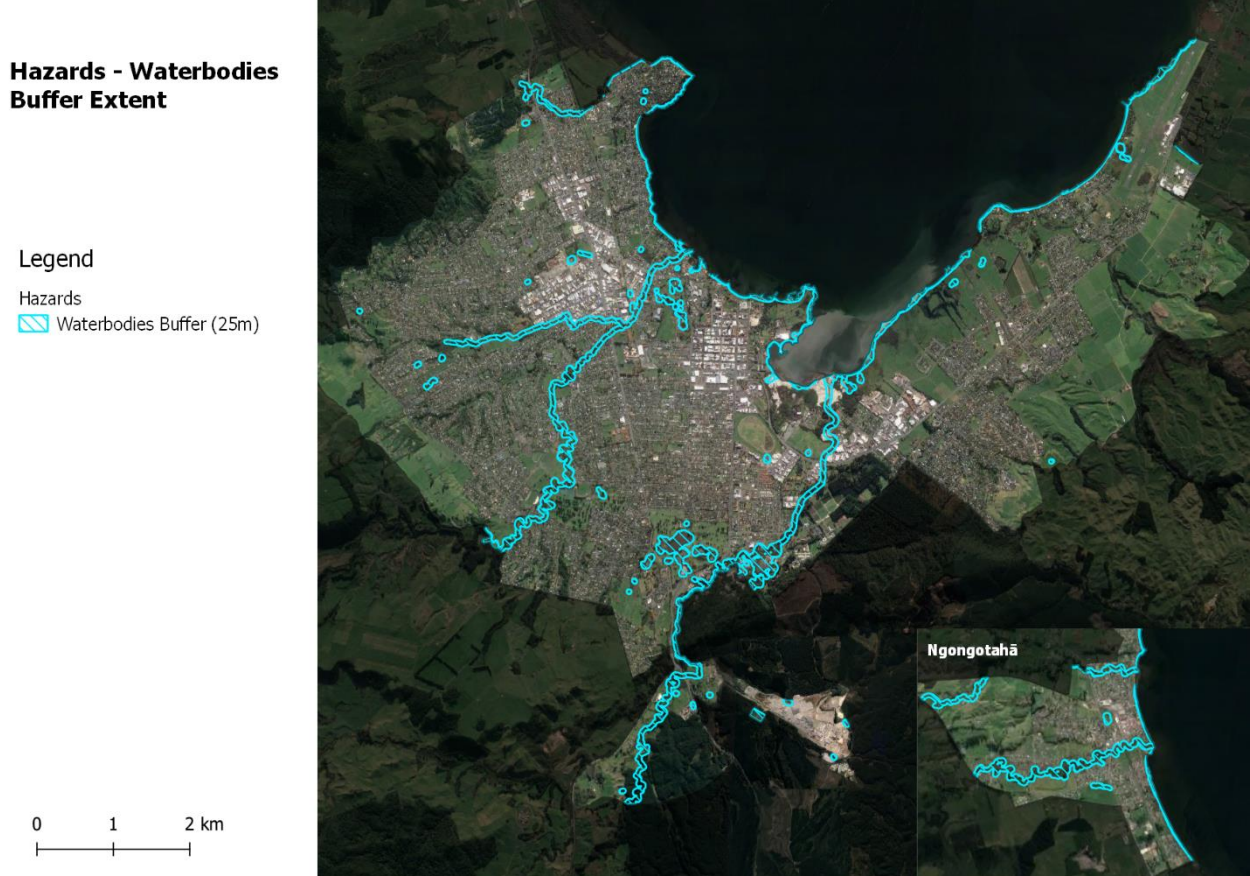 Hazards - Waterbodies
Buffer Extent
Legend
Hazards
Waterbodies Buffer (25m)
0 1 2 km
Ngongotahā